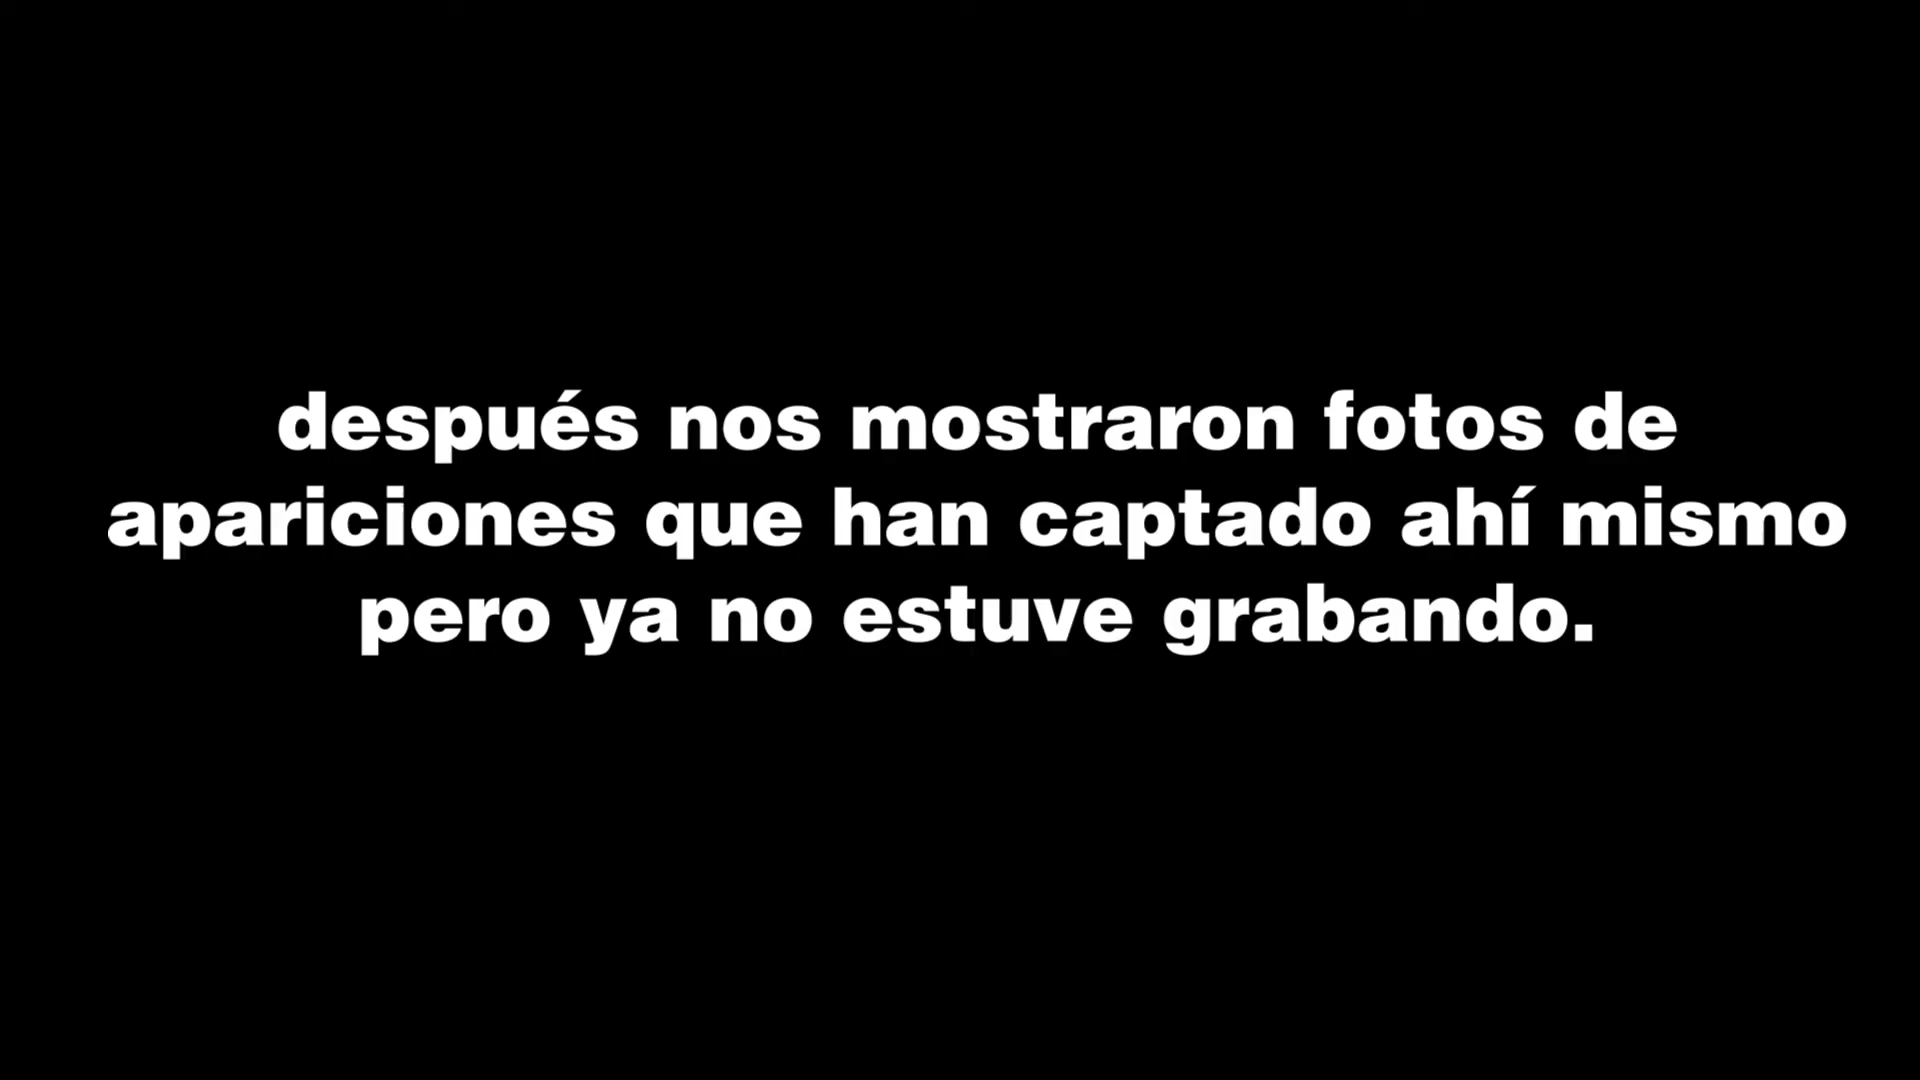 después nos mostraron fotos de
apariciones que han captado ahí mismo
pero ya no estuve grabando.